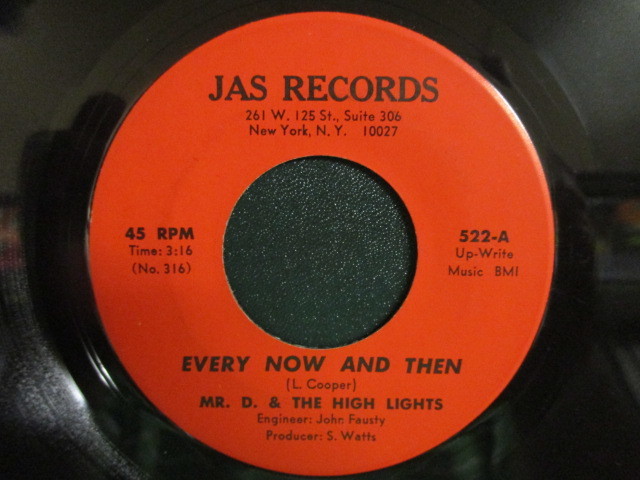 JAS RECORDS
261 W. 125 St., Suite 306
New York, N. Y. 10027
45 RPM
Time: 3:16
(No. 316)
522-A
Up-Write
Music BMI
EVERY NOW AND THEN
(L. Cooper)
MR. D. & THE HIGH LIGHTS
Engineer: John Fausty
Producer: S. Watts